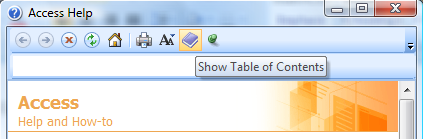 Access Help
Show Table of Contents
Access
Help and How-to